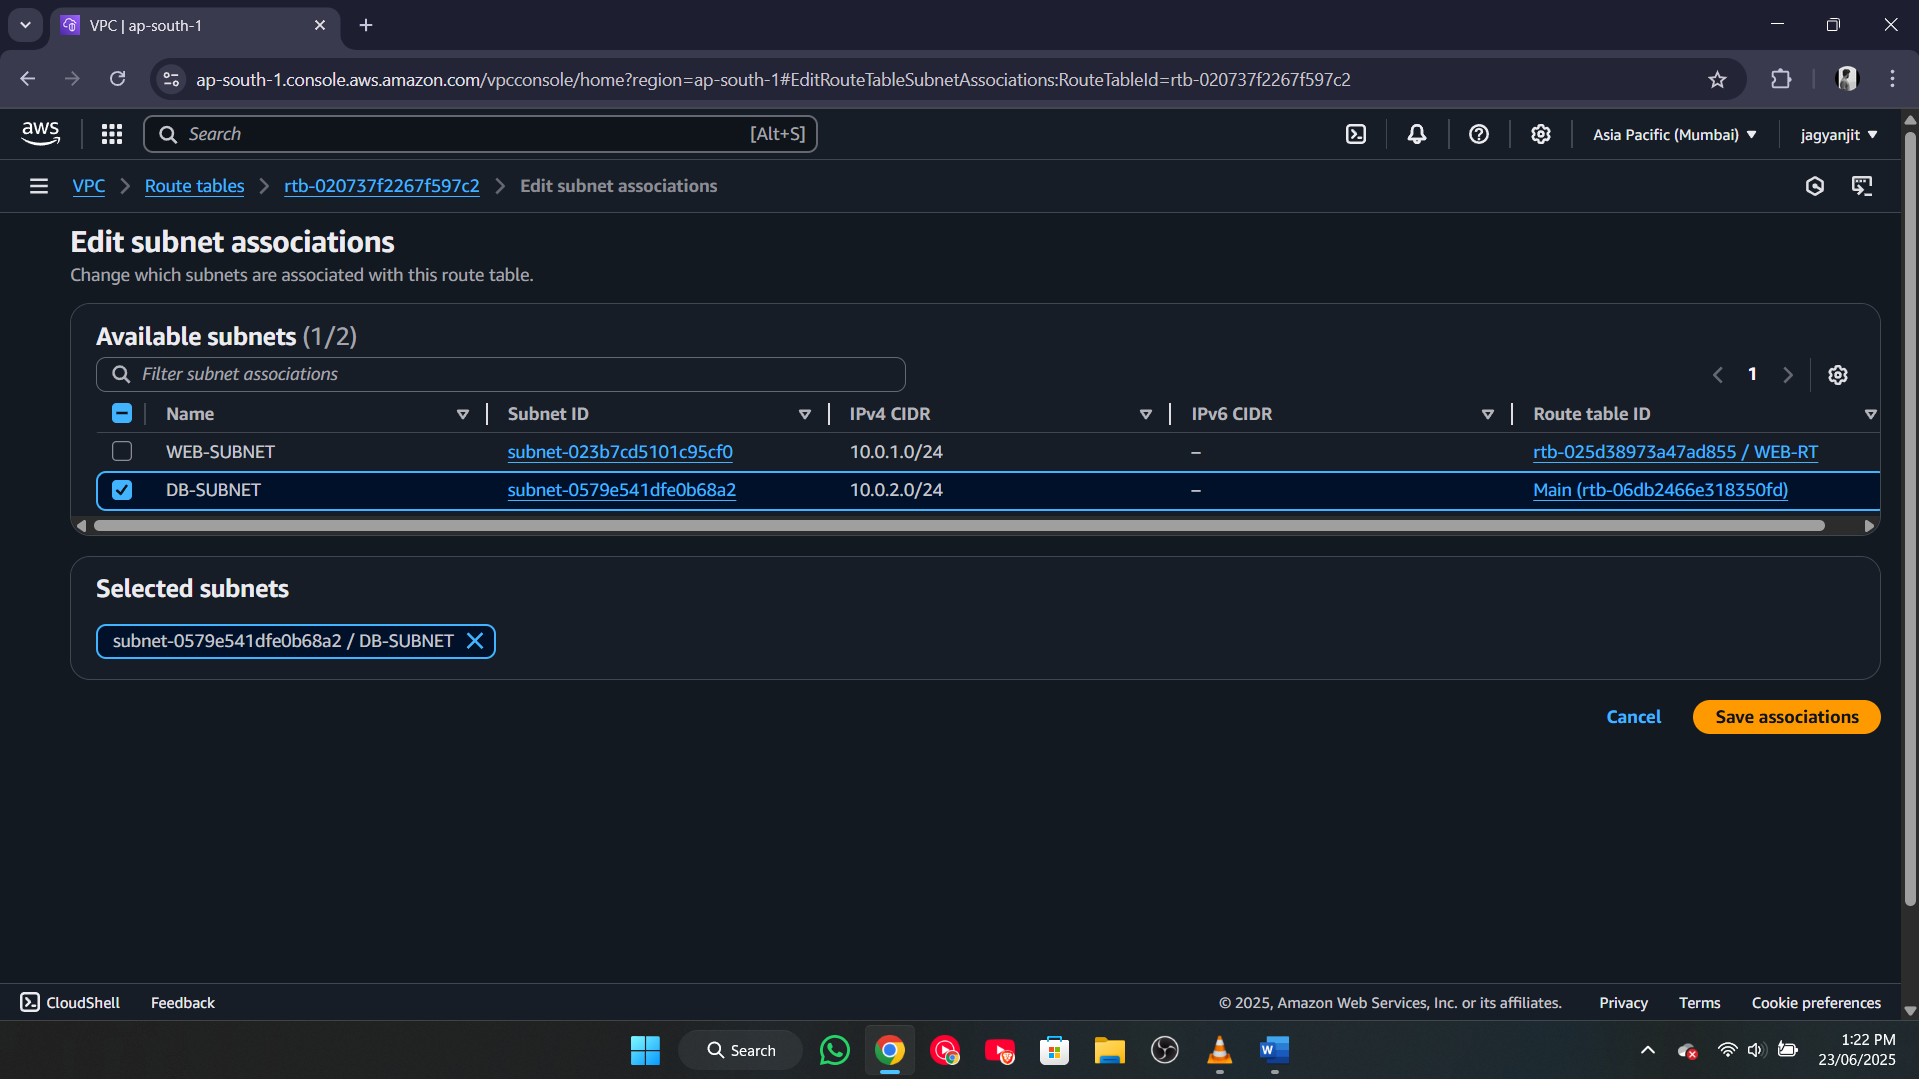 VPC | ap-south-1
ap-south-1.console.aws.amazon.com/vpcconsole/home?region=ap-south-1#EditRouteTableSubnetAssociations:RouteTableId=rtb-020737f2267f597c2
aws Search [Alt+S] Asia Pacific (Mumbai) jagyanjit
VPC Route tables rtb-020737f2267f597c2 Edit subnet associations
Edit subnet associations
Change which subnets are associated with this route table.
Available subnets (1/2)
Filter subnet associations 1
Name Subnet ID IPv4 CIDR IPv6 CIDR Route table ID
WEB-SUBNET subnet-023b7cd5101c95cf0 10.0.1.0/24 – rtb-025d38973a47ad855 / WEB-RT
DB-SUBNET subnet-0579e541dfe0b68a2 10.0.2.0/24 – Main (rtb-06db2466e318350fd)
Selected subnets
subnet-0579e541dfe0b68a2 / DB-SUBNET
Cancel Save associations
CloudShell Feedback © 2025, Amazon Web Services, Inc. or its affiliates. Privacy Terms Cookie preferences
Search 1:22 PM
23/06/2025